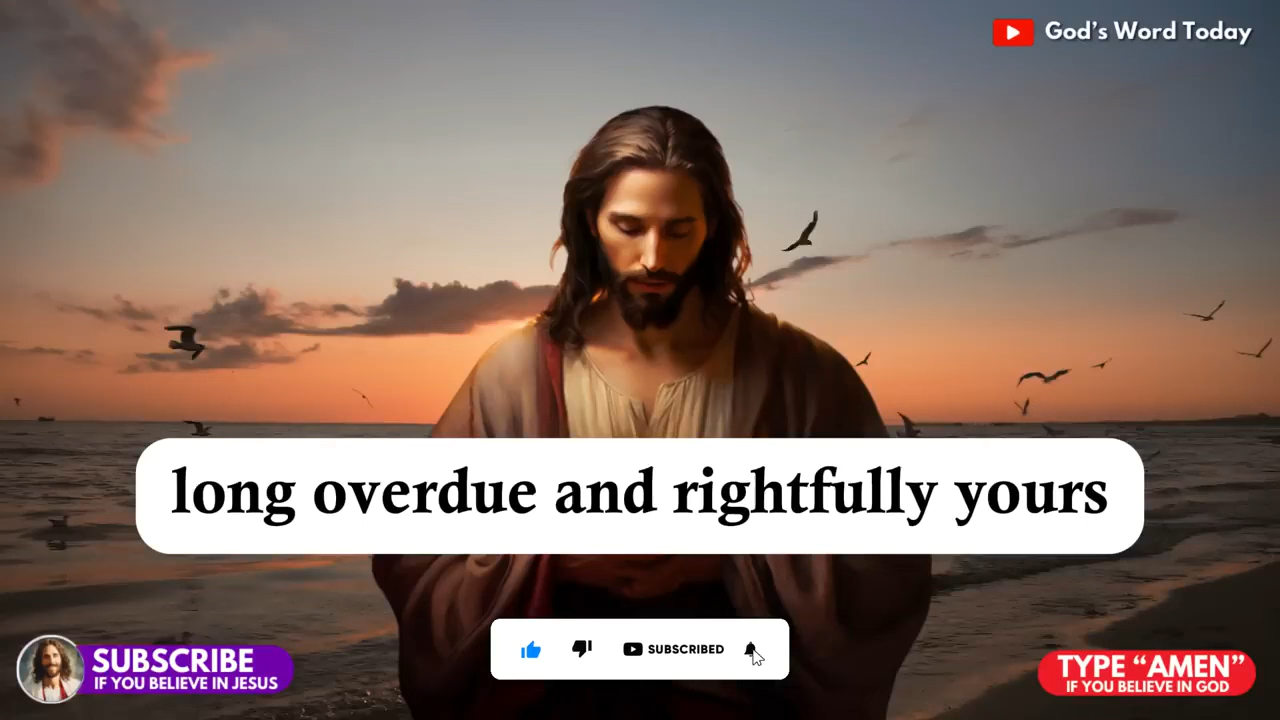 God's Word Today
long overdue and rightfully yours
SUBSCRIBED
SUBSCRIBE
IF YOU BELIEVE IN JESUS
TYPE “AMEN”
IF YOU BELIEVE IN GOD